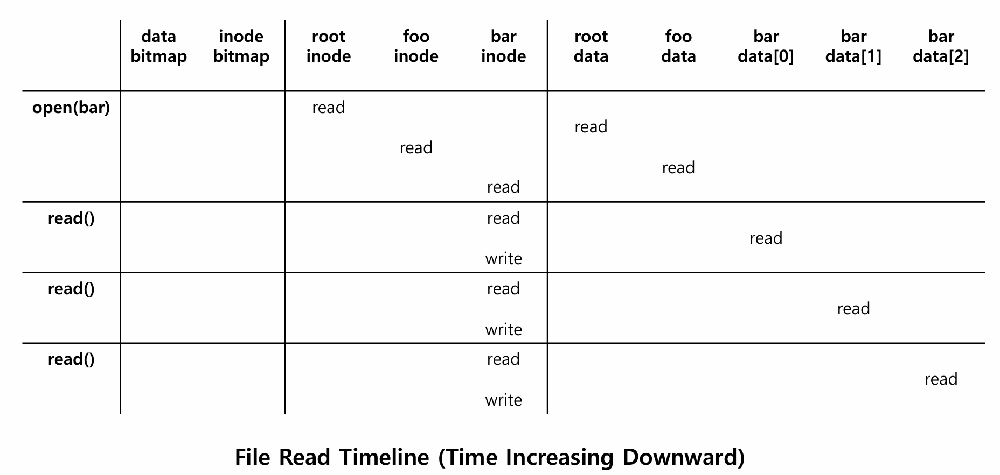 data inode root foo bar root foo bar bar bar
bitmap bitmap inode inode inode data data data[0] data[1] data[2]
open(bar) read
read
read
read
read
read() read
read
write
read() read
read
write
read() read
read
write
File Read Timeline (Time Increasing Downward)